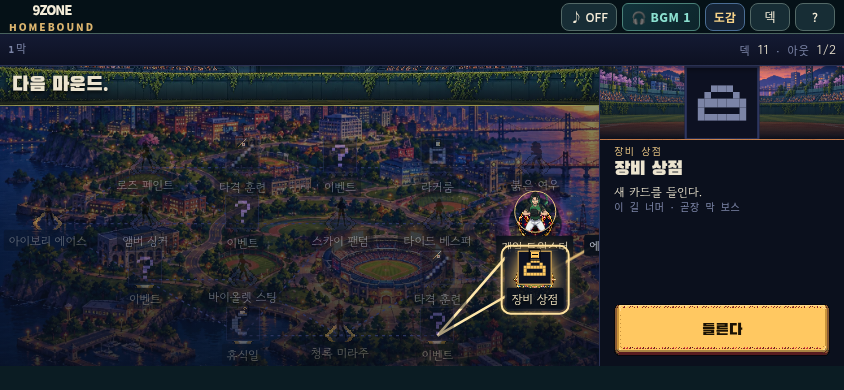 9ZONE
HOMEBOUND
♪ OFF
🎧 BGM 1
도감
덱
?
1막
덱 11 · 아웃 1/2
다음 마운드.
로즈 페인트
타격 훈련
이벤트
리커룸
붉은 여우
아이보리 에이스
앰버 싱커
이벤트
스카이 팬텀
타이드 베스퍼
이벤트
바이올렛 스팅
타격 훈련
장비 상점
휴식일
청록 미라주
이벤트
장비 상점
장비 상점
새 카드를 들인다.
이 길 너머 · 곧장 막 보스
들른다